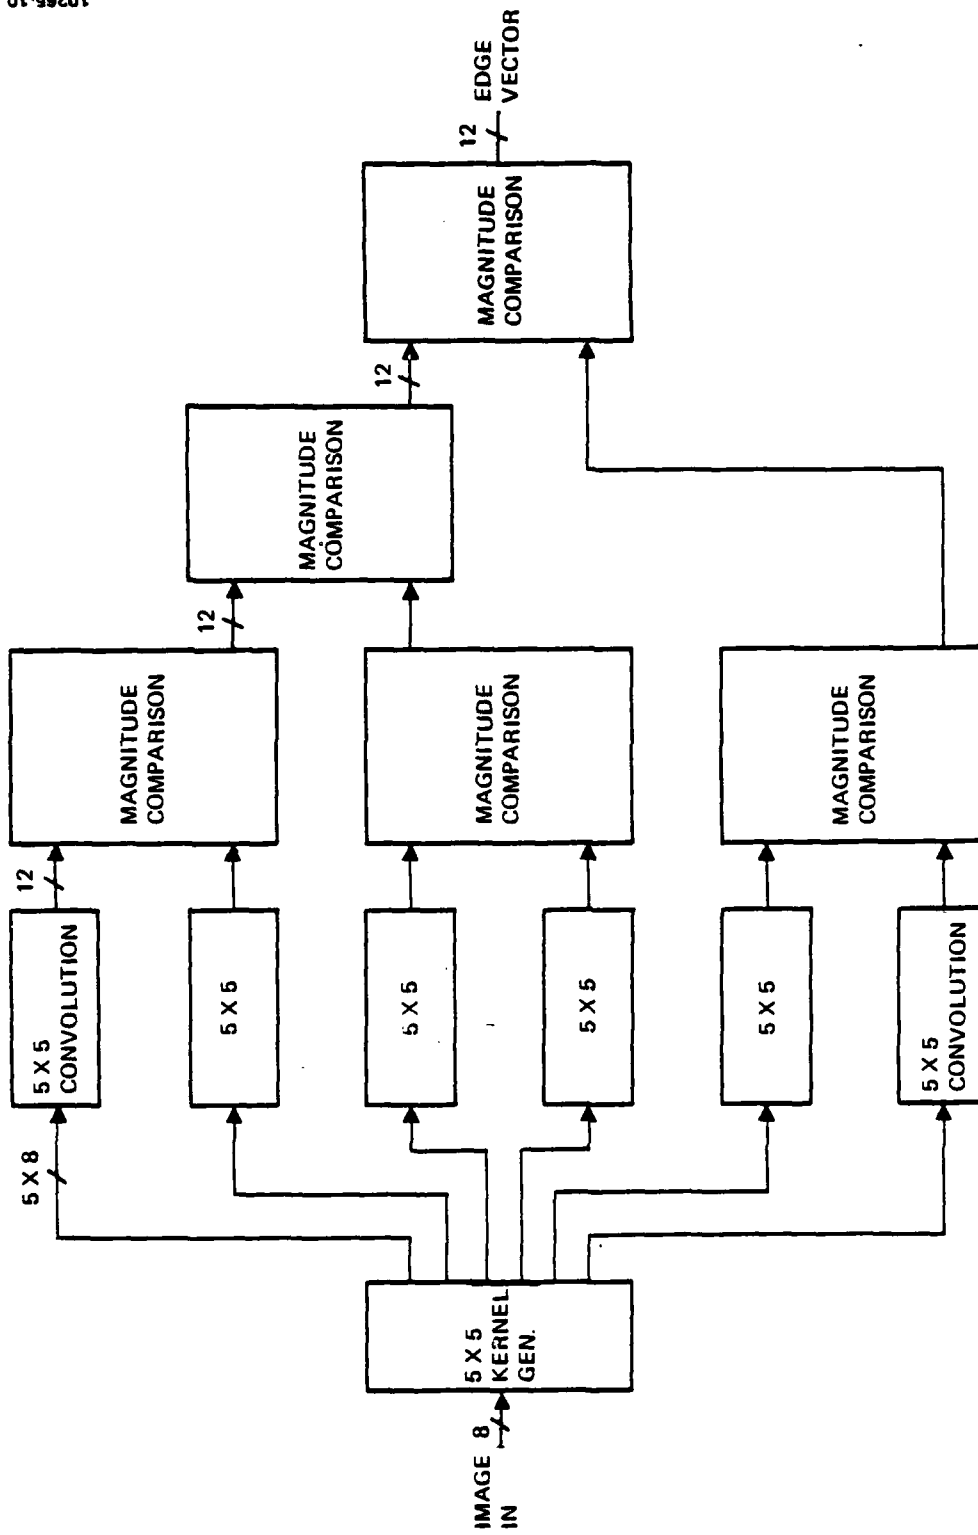 10265-10
IMAGE
IN
8
5 X 5
KERNEL
GEN.
5 X 8
5 X 5
CONVOLUTION
5 X 5
5 X 5
5 X 5
5 X 5
5 X 5
CONVOLUTION
12
MAGNITUDE
COMPARISON
MAGNITUDE
COMPARISON
MAGNITUDE
COMPARISON
12
MAGNITUDE
COMPARISON
12
MAGNITUDE
COMPARISON
12
EDGE
VECTOR